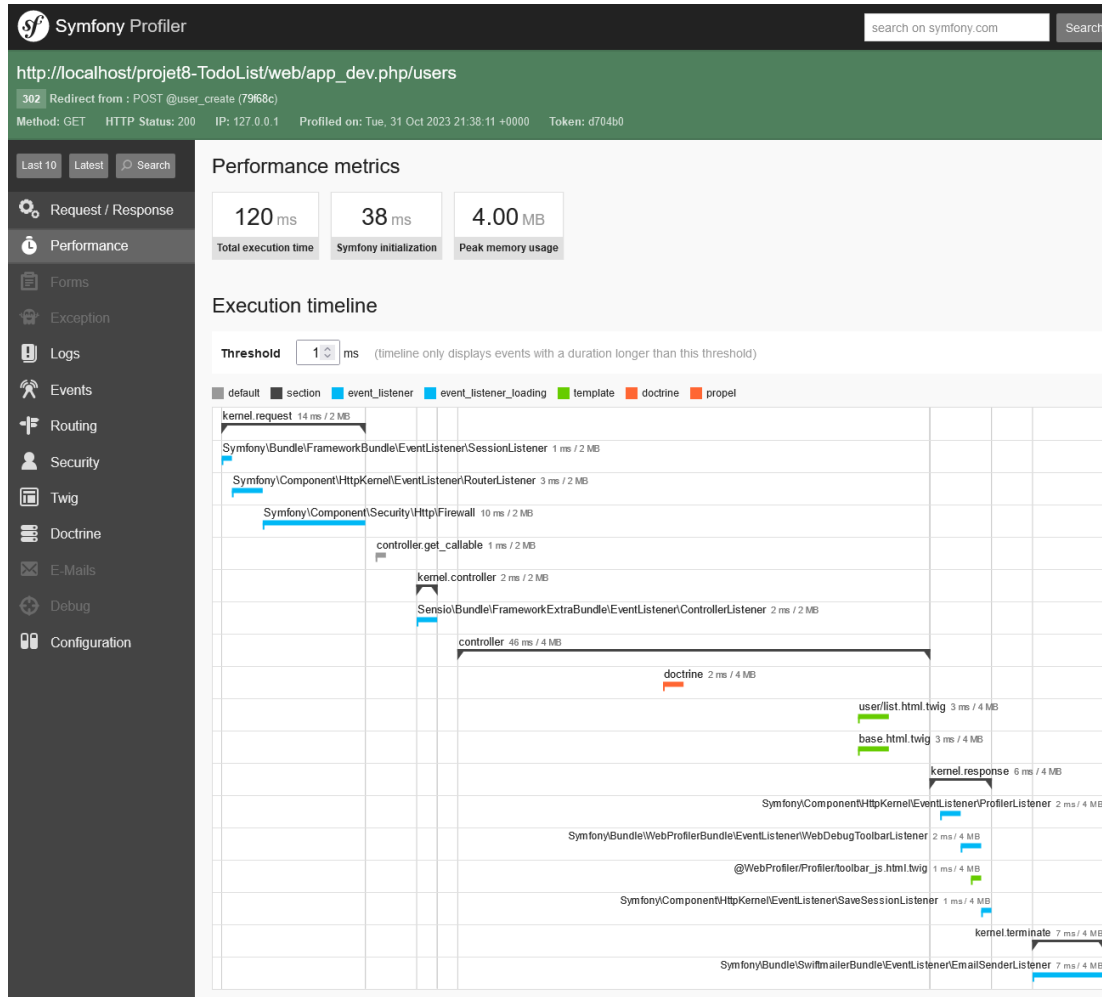 sf Symfony Profiler search on symfony.com Search
http://localhost/projet8-TodoList/web/app_dev.php/users
302 Redirect from : POST @user_create (79f68c)
Method: GET HTTP Status: 200 IP: 127.0.0.1 Profiled on: Tue, 31 Oct 2023 21:38:11 +0000 Token: d704b0
Last 10 Latest Search
Request / Response
Performance
Forms
Exception
Logs
Events
Routing
Security
Twig
Doctrine
E-Mails
Debug
Configuration
Performance metrics
120 ms 38 ms 4.00 MB
Total execution time Symfony initialization Peak memory usage
Execution timeline
Threshold 1 ms (timeline only displays events with a duration longer than this threshold)
default section event_listener event_listener_loading template doctrine propel
kernel.request 14 ms / 2 MB
Symfony\Bundle\FrameworkBundle\EventListener\SessionListener 1 ms / 2 MB
Symfony\Component\HttpKernel\EventListener\RouterListener 3 ms / 2 MB
Symfony\Component\Security\Http\Firewall 10 ms / 2 MB
controller.get_callable 1 ms / 2 MB
kernel.controller 2 ms / 2 MB
Sensio\Bundle\FrameworkExtraBundle\EventListener\ControllerListener 2 ms / 2 MB
controller 46 ms / 4 MB
doctrine 2 ms / 4 MB
user/list.html.twig 3 ms / 4 MB
base.html.twig 3 ms / 4 MB
kernel.response 6 ms / 4 MB
Symfony\Component\HttpKernel\EventListener\ProfilerListener 2 ms / 4 MB
Symfony\Bundle\WebProfilerBundle\EventListener\WebDebugToolbarListener 2 ms / 4 MB
@WebProfiler/Profiler/toolbar_js.html.twig 1 ms / 4 MB
Symfony\Component\HttpKernel\EventListener\SaveSessionListener 1 ms / 4 MB
kernel.terminate 7 ms / 4 MB
Symfony\Bundle\SwiftmailerBundle\EventListener\EmailSenderListener 7 ms / 4 MB